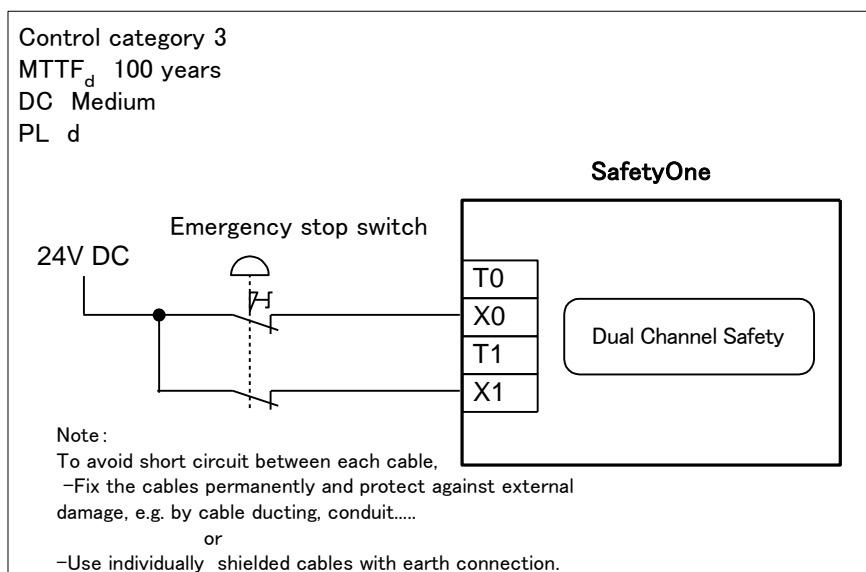 Control category 3
MTTFd 100 years
DC Medium
PL d
SafetyOne
Emergency stop switch
24V DC
T0
X0
T1
X1
Dual Channel Safety
Note:
To avoid short circuit between each cable,
-Fix the cables permanently and protect against external
damage, e.g. by cable ducting, conduit.....
or
-Use individually shielded cables with earth connection.